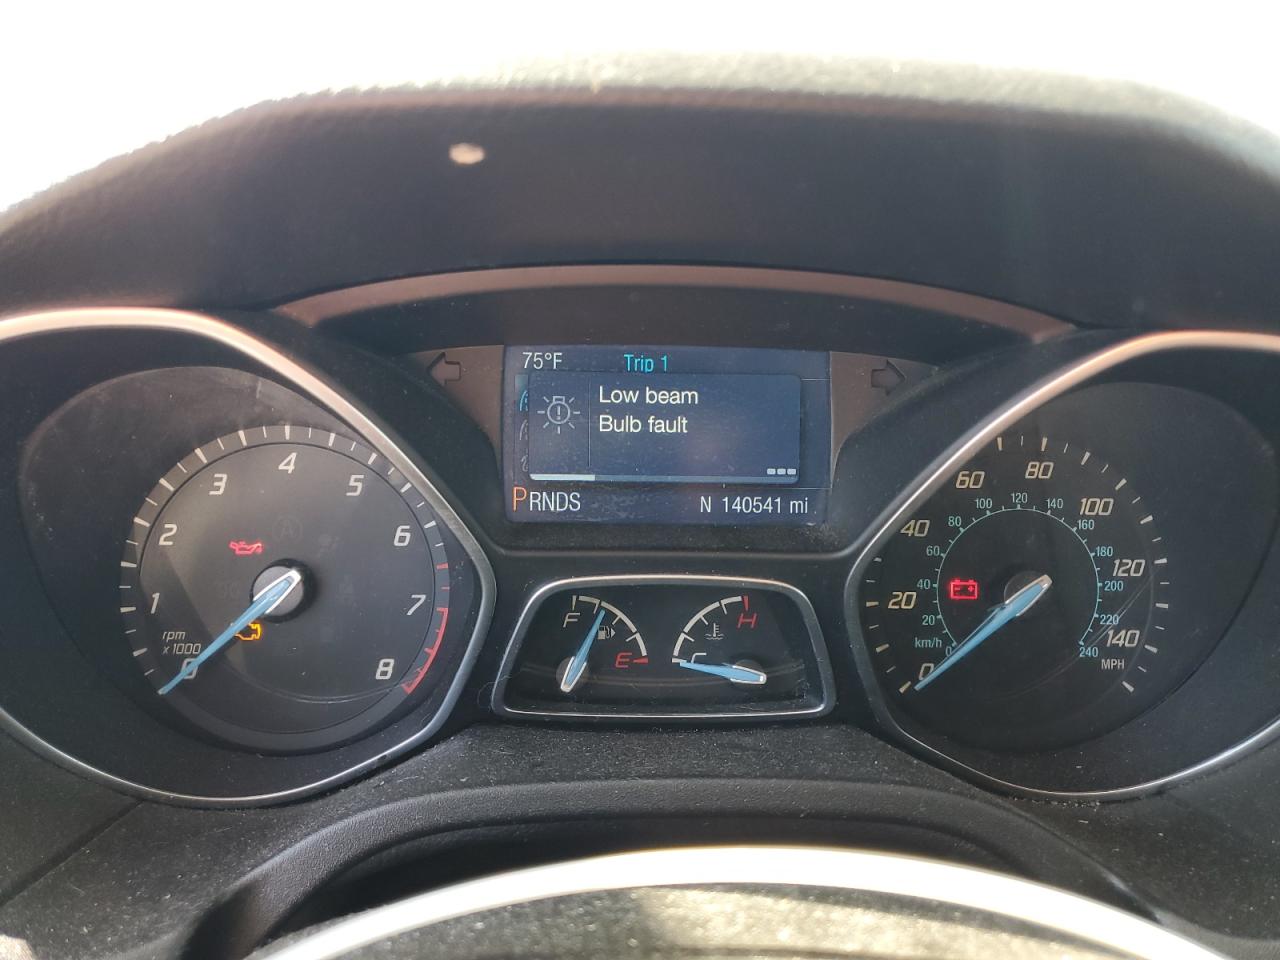 75°F Trip 1
Low beam
Bulb fault
PRNDS N 140541 mi
0 1 2 3 4 5 6 7 8
rpm
x1000
F E
C H
0 20 40 60 80 100 120 140
MPH
0 20 40 60 80 100 120 140 160 180 200 220 240
km/h